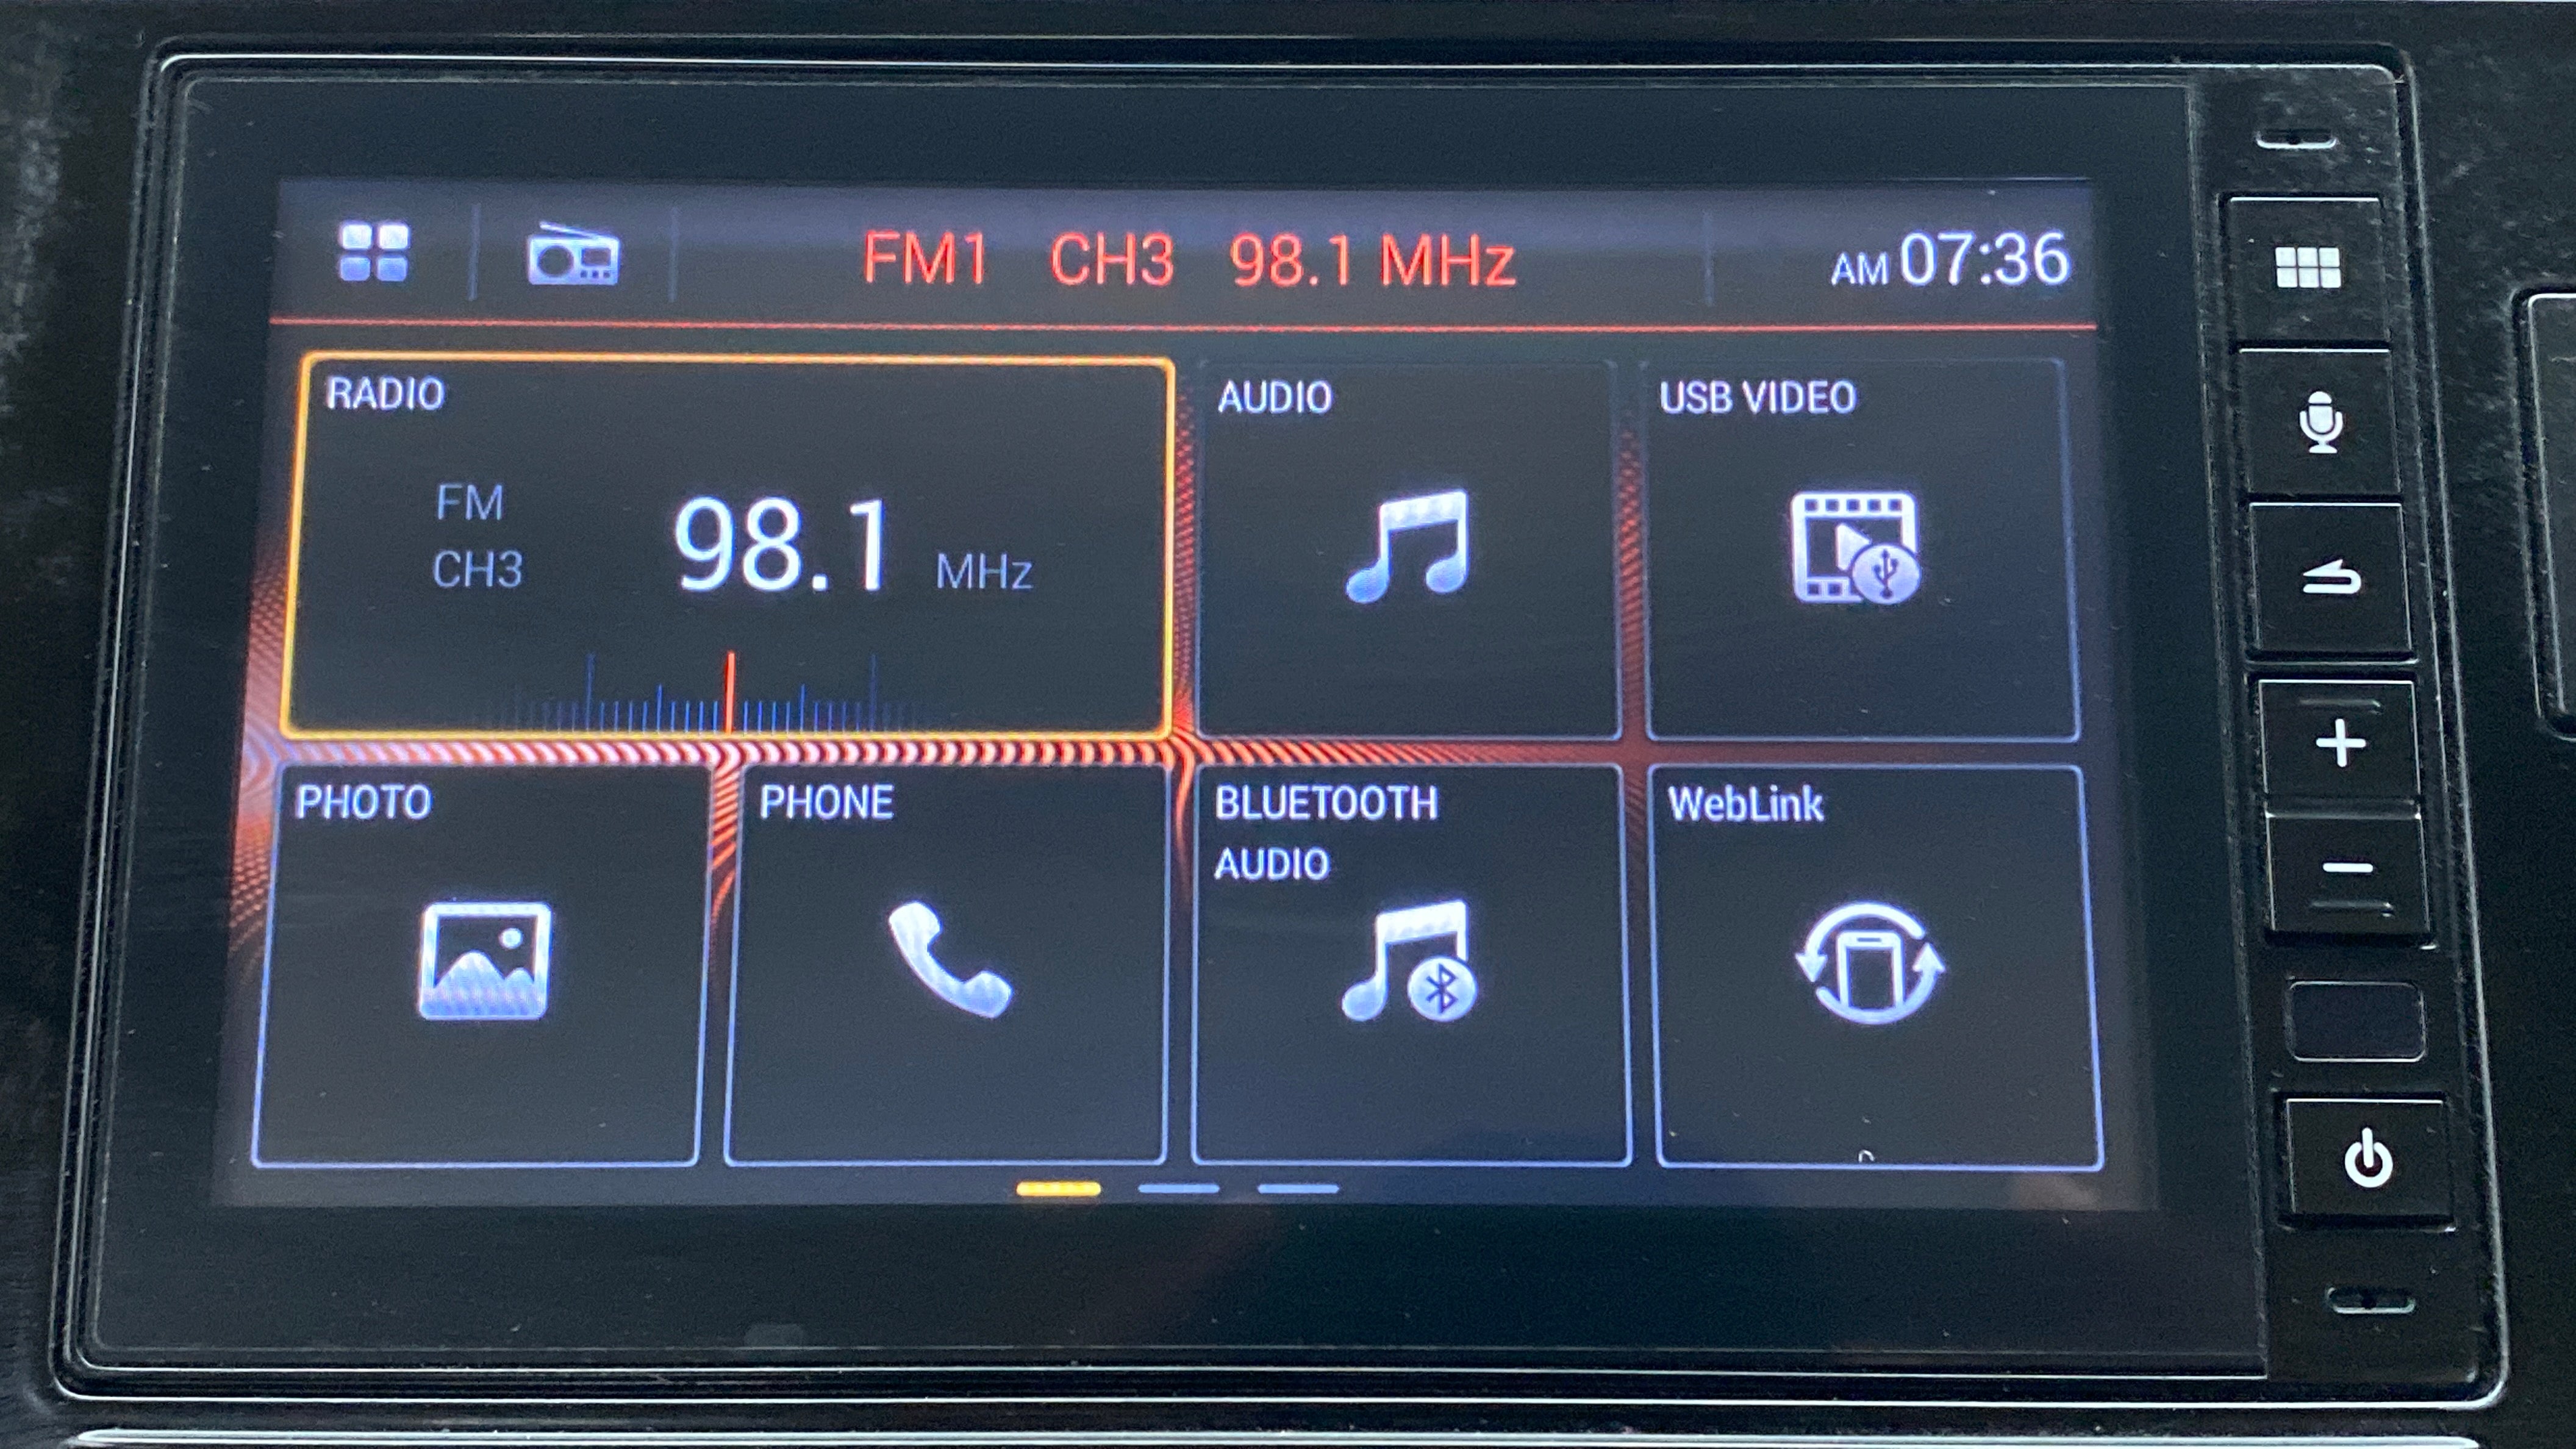 FM1 CH3 98.1 MHz
AM 07:36
RADIO
FM
CH3
98.1 MHz
AUDIO
USB VIDEO
PHOTO
PHONE
BLUETOOTH
AUDIO
WebLink